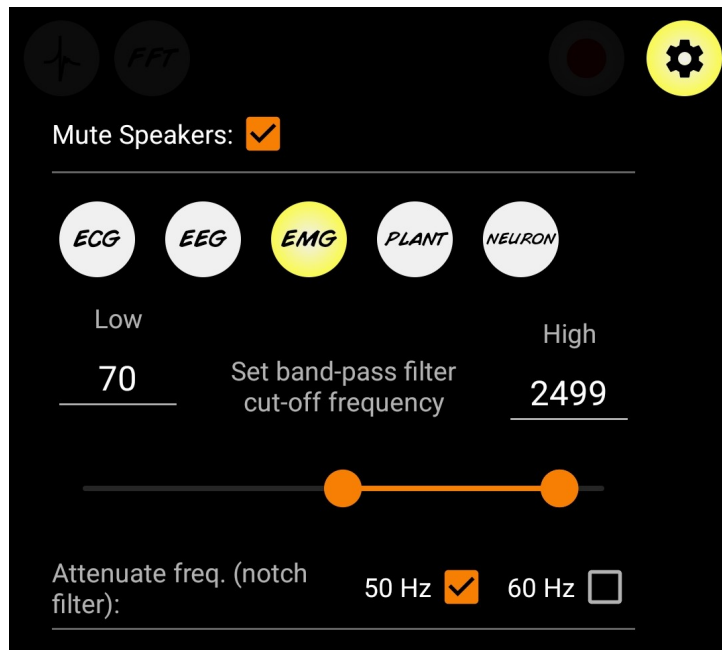 FFT
Mute Speakers:
ECG
EEG
EMG
PLANT
NEURON
Low
High
70
Set band-pass filter
cut-off frequency
2499
Attenuate freq. (notch
filter):
50 Hz
60 Hz